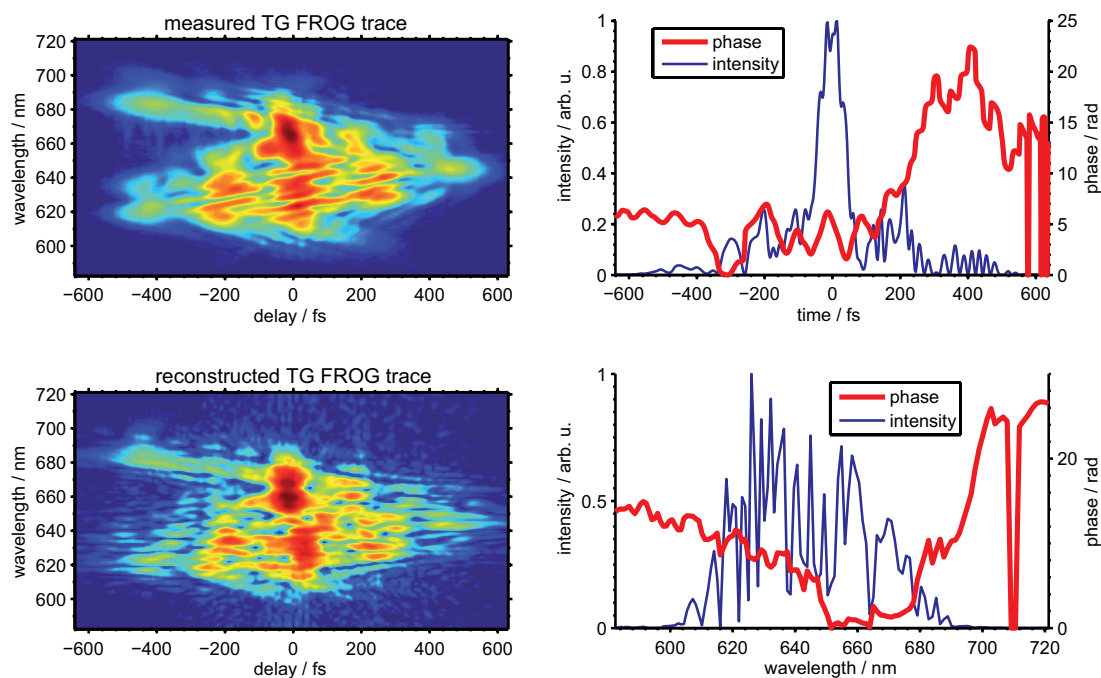 measured TG FROG trace
720
700
680
660
640
620
600
wavelength / nm
−600 −400 −200 0 200 400 600
delay / fs
phase
intensity
1
0.8
0.6
0.4
0.2
0
intensity / arb. u.
25
20
15
10
5
0
phase / rad
−600 −400 −200 0 200 400 600
time / fs
reconstructed TG FROG trace
720
700
680
660
640
620
600
wavelength / nm
−600 −400 −200 0 200 400 600
delay / fs
phase
intensity
1
0.5
0
intensity / arb. u.
20
0
phase / rad
600 620 640 660 680 700 720
wavelength / nm